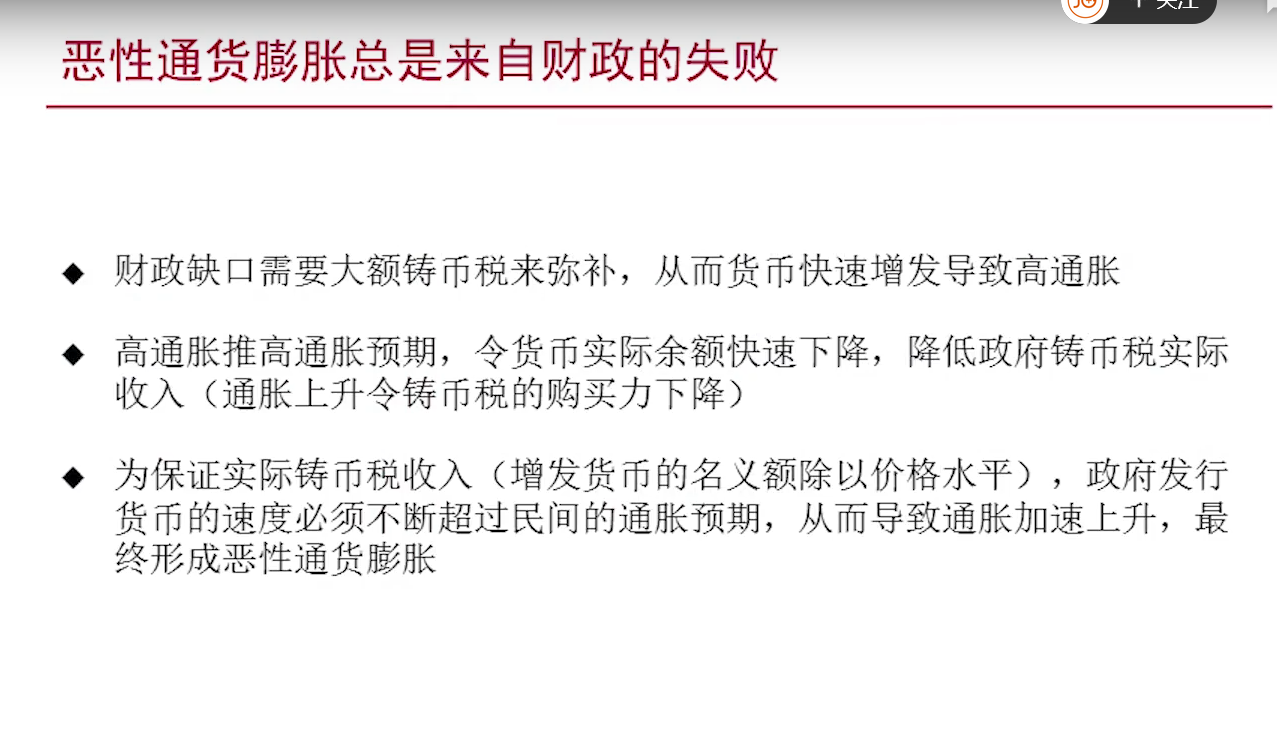 恶性通货膨胀总是来自财政的失败
◆ 财政缺口需要大额铸币税来弥补，从而货币快速增发导致高通胀
◆ 高通胀推高通胀预期，令货币实际余额快速下降，降低政府铸币税实际
收入（通胀上升令铸币税的购买力下降）
◆ 为保证实际铸币税收入（增发货币的名义额除以价格水平），政府发行
货币的速度必须不断超过民间的通胀预期，从而导致通胀加速上升，最
终形成恶性通货膨胀